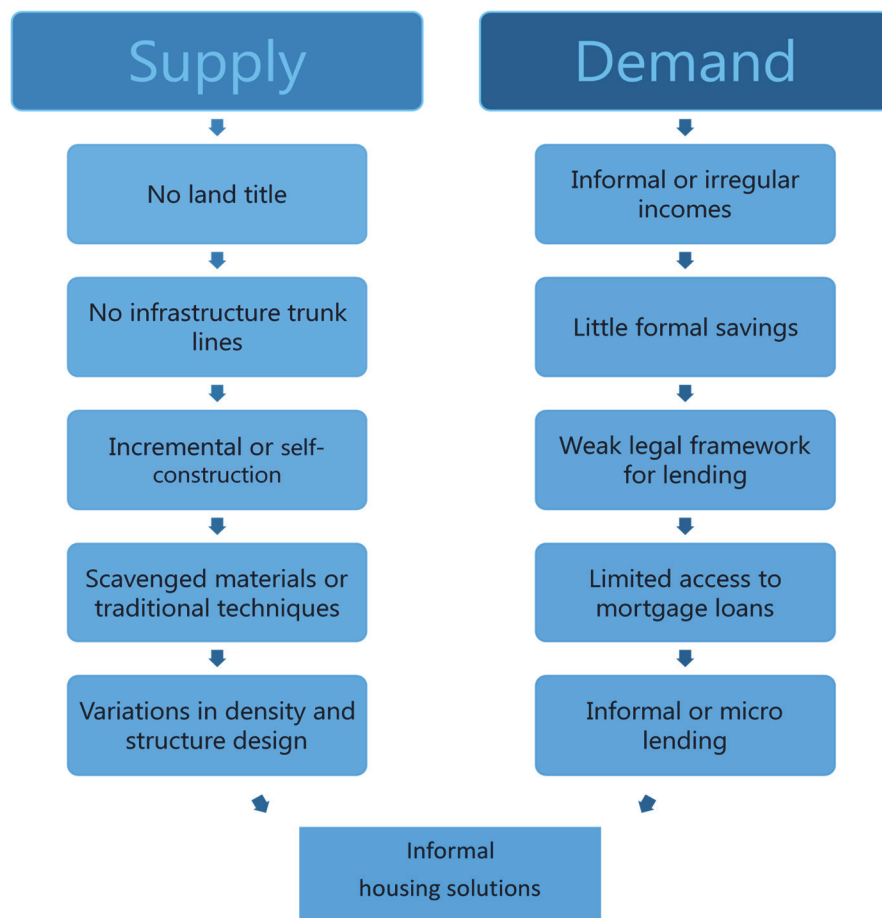 Supply
No land title
No infrastructure trunk
lines
Incremental or self-
construction
Scavenged materials or
traditional techniques
Variations in density and
structure design
Demand
Informal or irregular
incomes
Little formal savings
Weak legal framework
for lending
Limited access to
mortgage loans
Informal or micro
lending
Informal
housing solutions